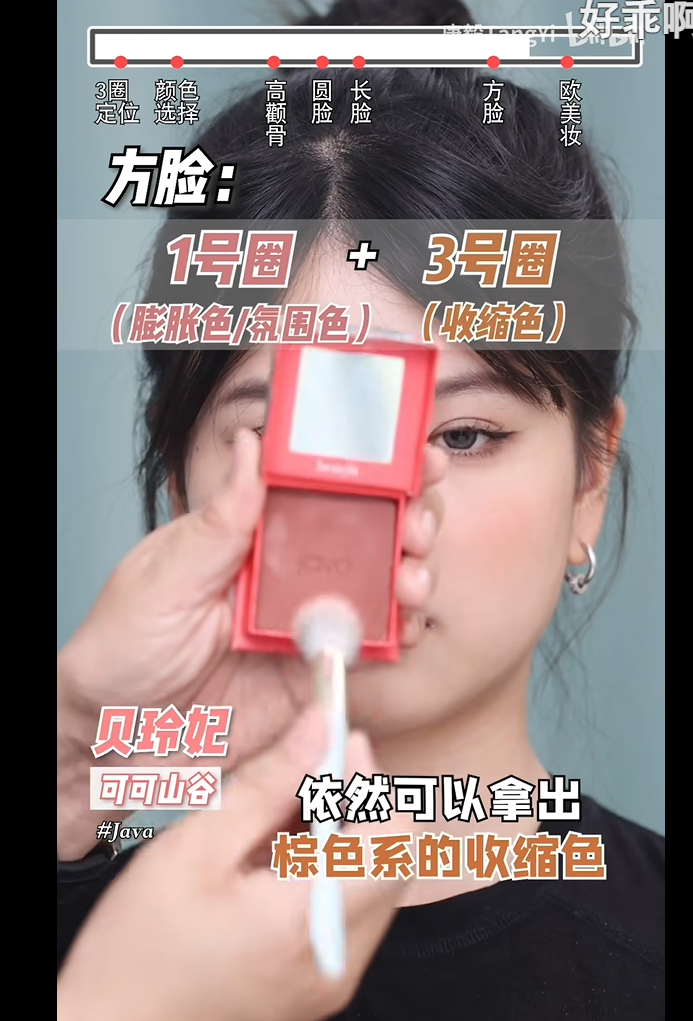 好乖啊
3圈定位
颜色选择
高颧骨
圆脸
长脸
方脸
欧美妆
方脸：
1号圈 + 3号圈
（膨胀色/氛围色） （收缩色）
benefit
java
贝玲妃
可可山谷
#Java
依然可以拿出
棕色系的收缩色